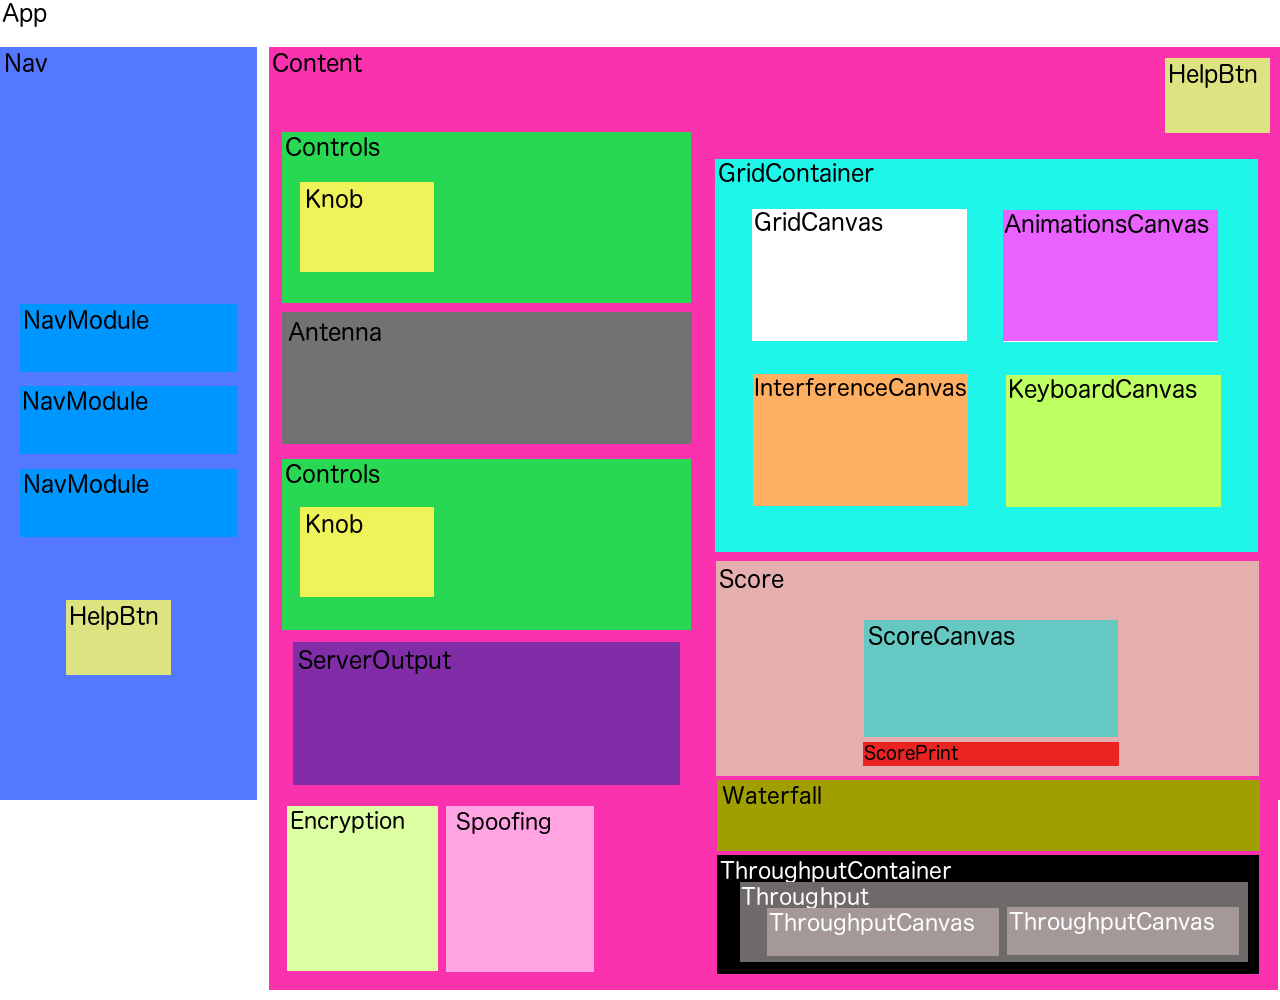 App
Nav
NavModule
NavModule
NavModule
HelpBtn
Content
HelpBtn
Controls
Knob
Antenna
Controls
Knob
ServerOutput
Encryption
Spoofing
GridContainer
GridCanvas
AnimationsCanvas
InterferenceCanvas
KeyboardCanvas
Score
ScoreCanvas
ScorePrint
Waterfall
ThroughputContainer
Throughput
ThroughputCanvas
ThroughputCanvas